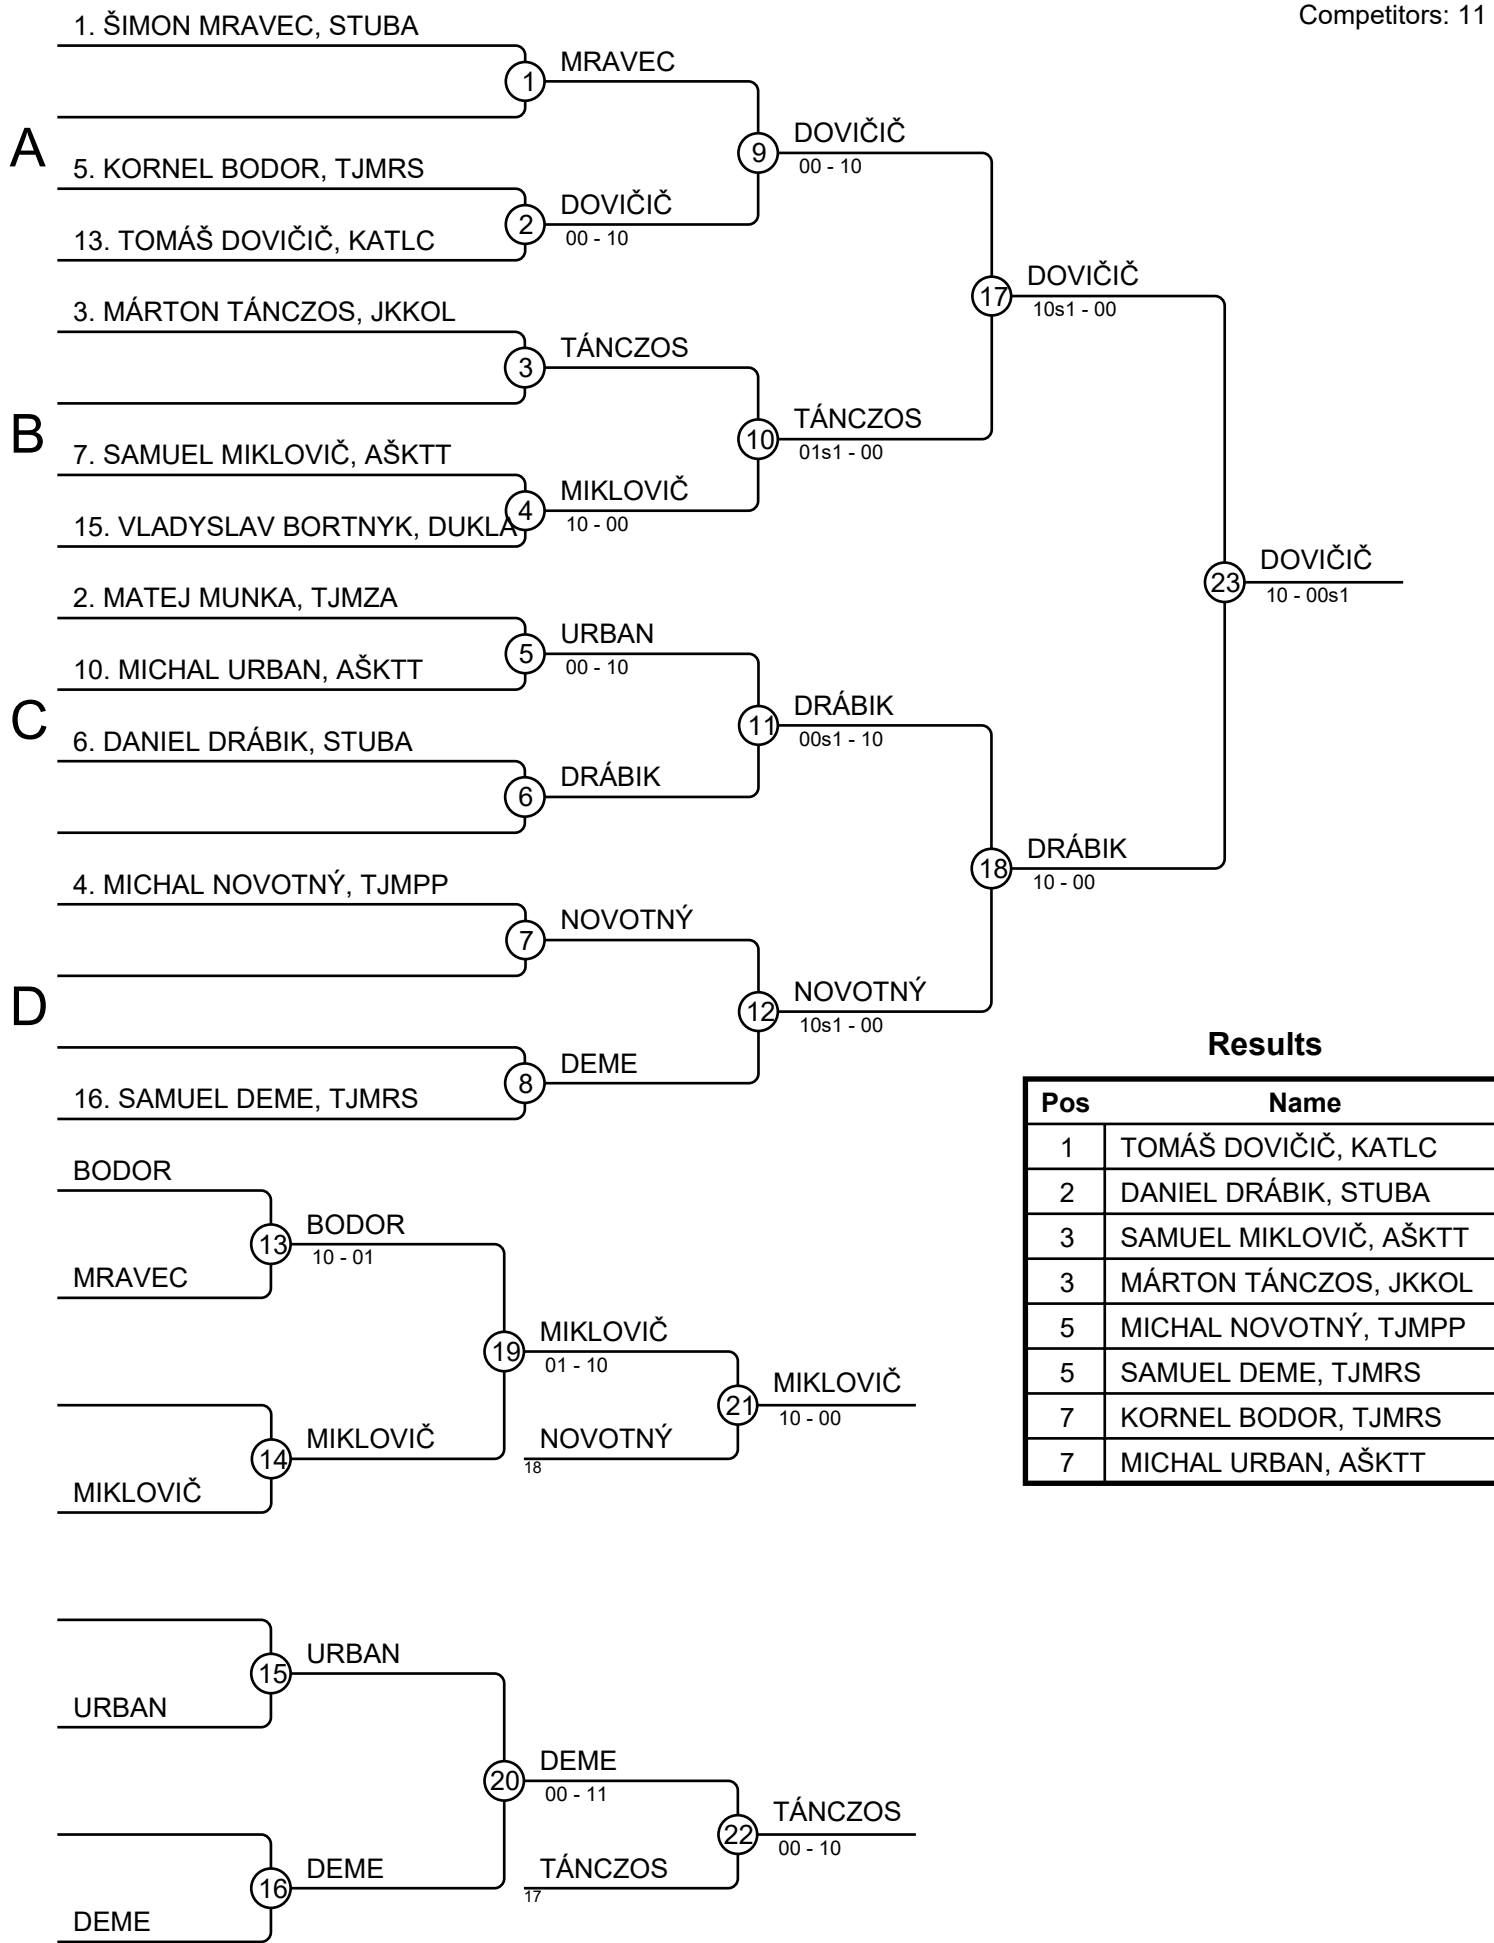 Competitors: 11
1. ŠIMON MRAVEC, STUBA
1
MRAVEC
A
5. KORNEL BODOR, TJMRS
13. TOMÁŠ DOVIČIČ, KATLC
2
DOVIČIČ
00 - 10
9
DOVIČIČ
00 - 10
3. MÁRTON TÁNCZOS, JKKOL
3
TÁNCZOS
B
7. SAMUEL MIKLOVIČ, AŠKTT
15. VLADYSLAV BORTNYK, DUKLA
4
MIKLOVIČ
10 - 00
10
TÁNCZOS
01s1 - 00
17
DOVIČIČ
10s1 - 00
2. MATEJ MUNKA, TJMZA
10. MICHAL URBAN, AŠKTT
5
URBAN
00 - 10
C
6. DANIEL DRÁBIK, STUBA
6
DRÁBIK
11
DRÁBIK
00s1 - 10
4. MICHAL NOVOTNÝ, TJMPP
7
NOVOTNÝ
D
16. SAMUEL DEME, TJMRS
8
DEME
12
NOVOTNÝ
10s1 - 00
18
DRÁBIK
10 - 00
23
DOVIČIČ
10 - 00s1
BODOR
MRAVEC
13
BODOR
10 - 01
MIKLOVIČ
14
MIKLOVIČ
19
MIKLOVIČ
01 - 10
NOVOTNÝ
18
21
MIKLOVIČ
10 - 00
URBAN
15
URBAN
DEME
16
DEME
20
DEME
00 - 11
TÁNCZOS
17
22
TÁNCZOS
00 - 10
Results
Pos Name
1 TOMÁŠ DOVIČIČ, KATLC
2 DANIEL DRÁBIK, STUBA
3 SAMUEL MIKLOVIČ, AŠKTT
3 MÁRTON TÁNCZOS, JKKOL
5 MICHAL NOVOTNÝ, TJMPP
5 SAMUEL DEME, TJMRS
7 KORNEL BODOR, TJMRS
7 MICHAL URBAN, AŠKTT